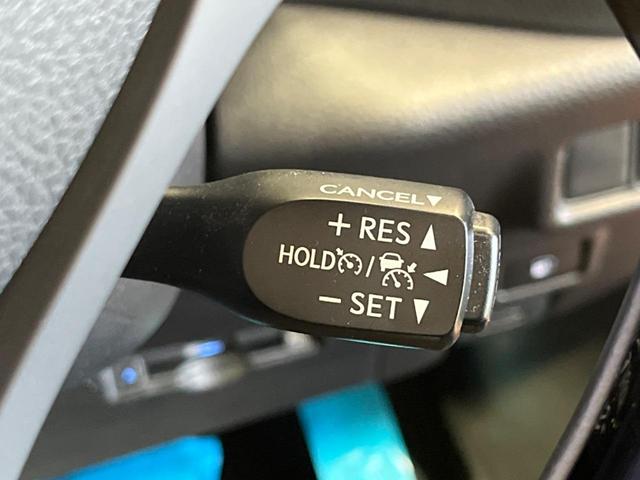 CANCEL▼
+ RES ▲
HOLD / ◀
− SET ▼